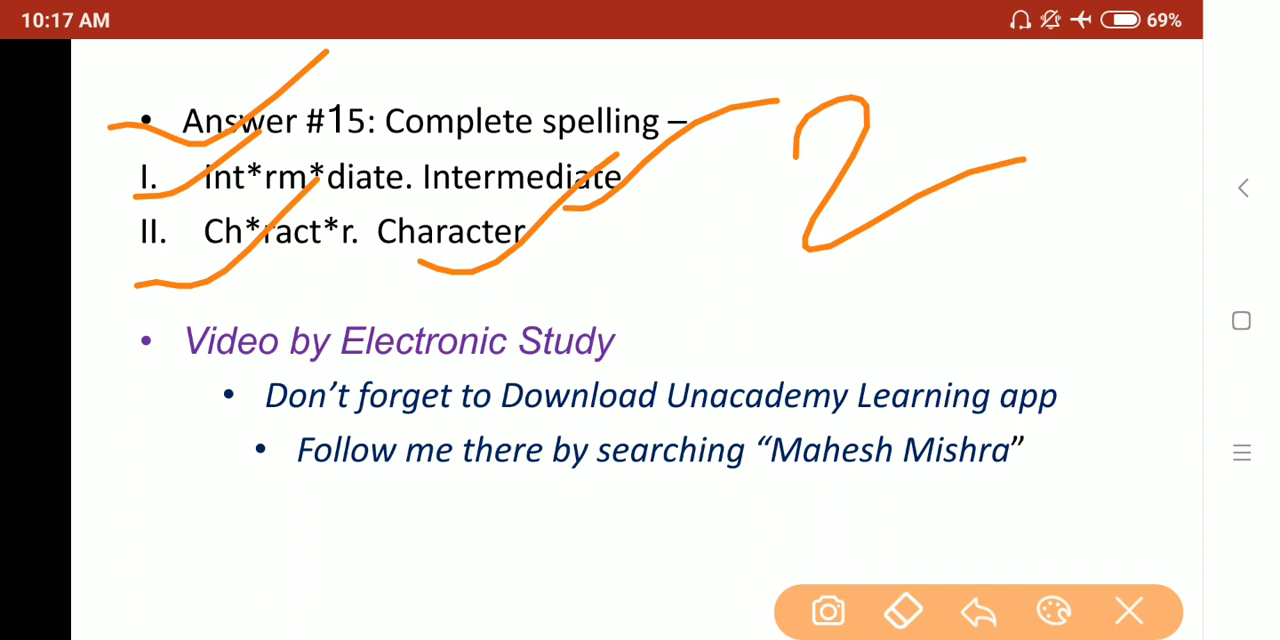 10:17 AM 69%
• Answer #15: Complete spelling –
I. Int*rm*diate. Intermediate
II. Ch*ract*r. Character
2
• Video by Electronic Study
• Don’t forget to Download Unacademy Learning app
• Follow me there by searching “Mahesh Mishra”